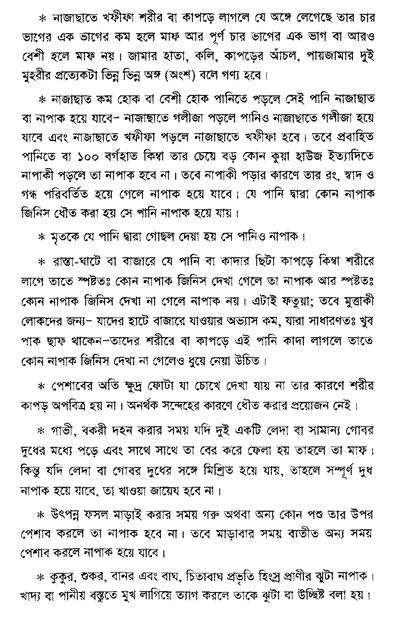 * নাজাছাতে খফীফা শরীর বা কাপড়ে লাগলে যে অঙ্গে লেগেছে তার চার
ভাগের এক ভাগের কম হলে মাফ আর পূর্ণ চার ভাগের এক ভাগ বা আরও
বেশী হলে মাফ নয়। জামার হাতা, কলি, কাপড়ের আঁচল, পায়জামার দুই
মুহরীর প্রত্যেকটা ভিন্ন ভিন্ন অঙ্গ (অংশ) বলে গণ্য হবে।
* নাজাছাত কম হোক বা বেশী হোক পানিতে পড়লে সেই পানি নাজাছাত
বা নাপাক হয়ে যাবে– নাজাছাতে গলীজা পড়লে পানিও নাজাছাতে গলীজা হয়ে
যাবে এবং নাজাছাতে খফীফা পড়লে নাজাছাতে খফীফা হবে। তবে প্রবাহিত
পানিতে বা ১০০ বর্গহাত কিম্বা তার চেয়ে বড় কোন কুয়া হাউজ ইত্যাদিতে
নাপাকী পড়লে তা নাপাক হবে না। তবে নাপাকী পড়ার কারণে তার রং, স্বাদ ও
গন্ধ পরিবর্তিত হয়ে গেলে নাপাক হয়ে যাবে। যে পানি দ্বারা কোন নাপাক
জিনিস ধৌত করা হয় সে পানি নাপাক হয়ে যায়।
* মৃতকে যে পানি দ্বারা গোছল দেয়া হয় সে পানিও নাপাক।
* রাস্তা-ঘাটে বা বাজারে যে পানি বা কাদার ছিটা কাপড়ে কিম্বা শরীরে
লাগে তাতে স্পষ্টতঃ কোন নাপাক জিনিস দেখা গেলে তা নাপাক আর স্পষ্টতঃ
কোন নাপাক জিনিস দেখা না গেলে নাপাক নয়। এটাই ফতুয়া; তবে মুত্তাকী
লোকদের জন্য– যাদের হাটে বাজারে যাওয়ার অভ্যাস কম, যারা সাধারণতঃ খুব
পাক ছাফ থাকেন–তাদের শরীরে বা কাপড়ে এই পানি কাদা লাগলে তাতে
কোন নাপাক জিনিস দেখা না গেলেও ধুয়ে নেয়া উচিত।
* পেশাবের অতি ক্ষুদ্র ফোটা যা চোখে দেখা যায় না তার কারণে শরীর
কাপড় অপবিত্র হয় না। অনর্থক সন্দেহের কারণে ধৌত করার প্রয়োজন নেই।
* গাভী, বকরী দহন করার সময় যদি দুই একটি লেদা বা সামান্য গোবর
দুধের মধ্যে পড়ে এবং সাথে সাথে তা বের করে ফেলা হয় তাহলে তা মাফ।
কিন্তু যদি লেদা বা গোবর দুধের সঙ্গে মিশ্রিত হয়ে যায়, তাহলে সম্পূর্ণ দুধ
নাপাক হয়ে যাবে, তা খাওয়া জায়েয হবে না।
* উৎপন্ন ফসল মাড়াই করার সময় গরু অথবা অন্য কোন পশু তার উপর
পেশাব করলে তা নাপাক হবে না। তবে মাড়াবার সময় ব্যতীত অন্য সময়
পেশাব করলে নাপাক হয়ে যাবে।
* কুকুর, শুকর, বানর এবং বাঘ, চিতাবাঘ প্রভৃতি হিংস্র প্রাণীর ঝুটা নাপাক।
খাদ্য বা পানীয় বস্তুতে মুখ লাগিয়ে ত্যাগ করলে তাকে ঝুটা বা উচ্ছিষ্ট বলা হয়।